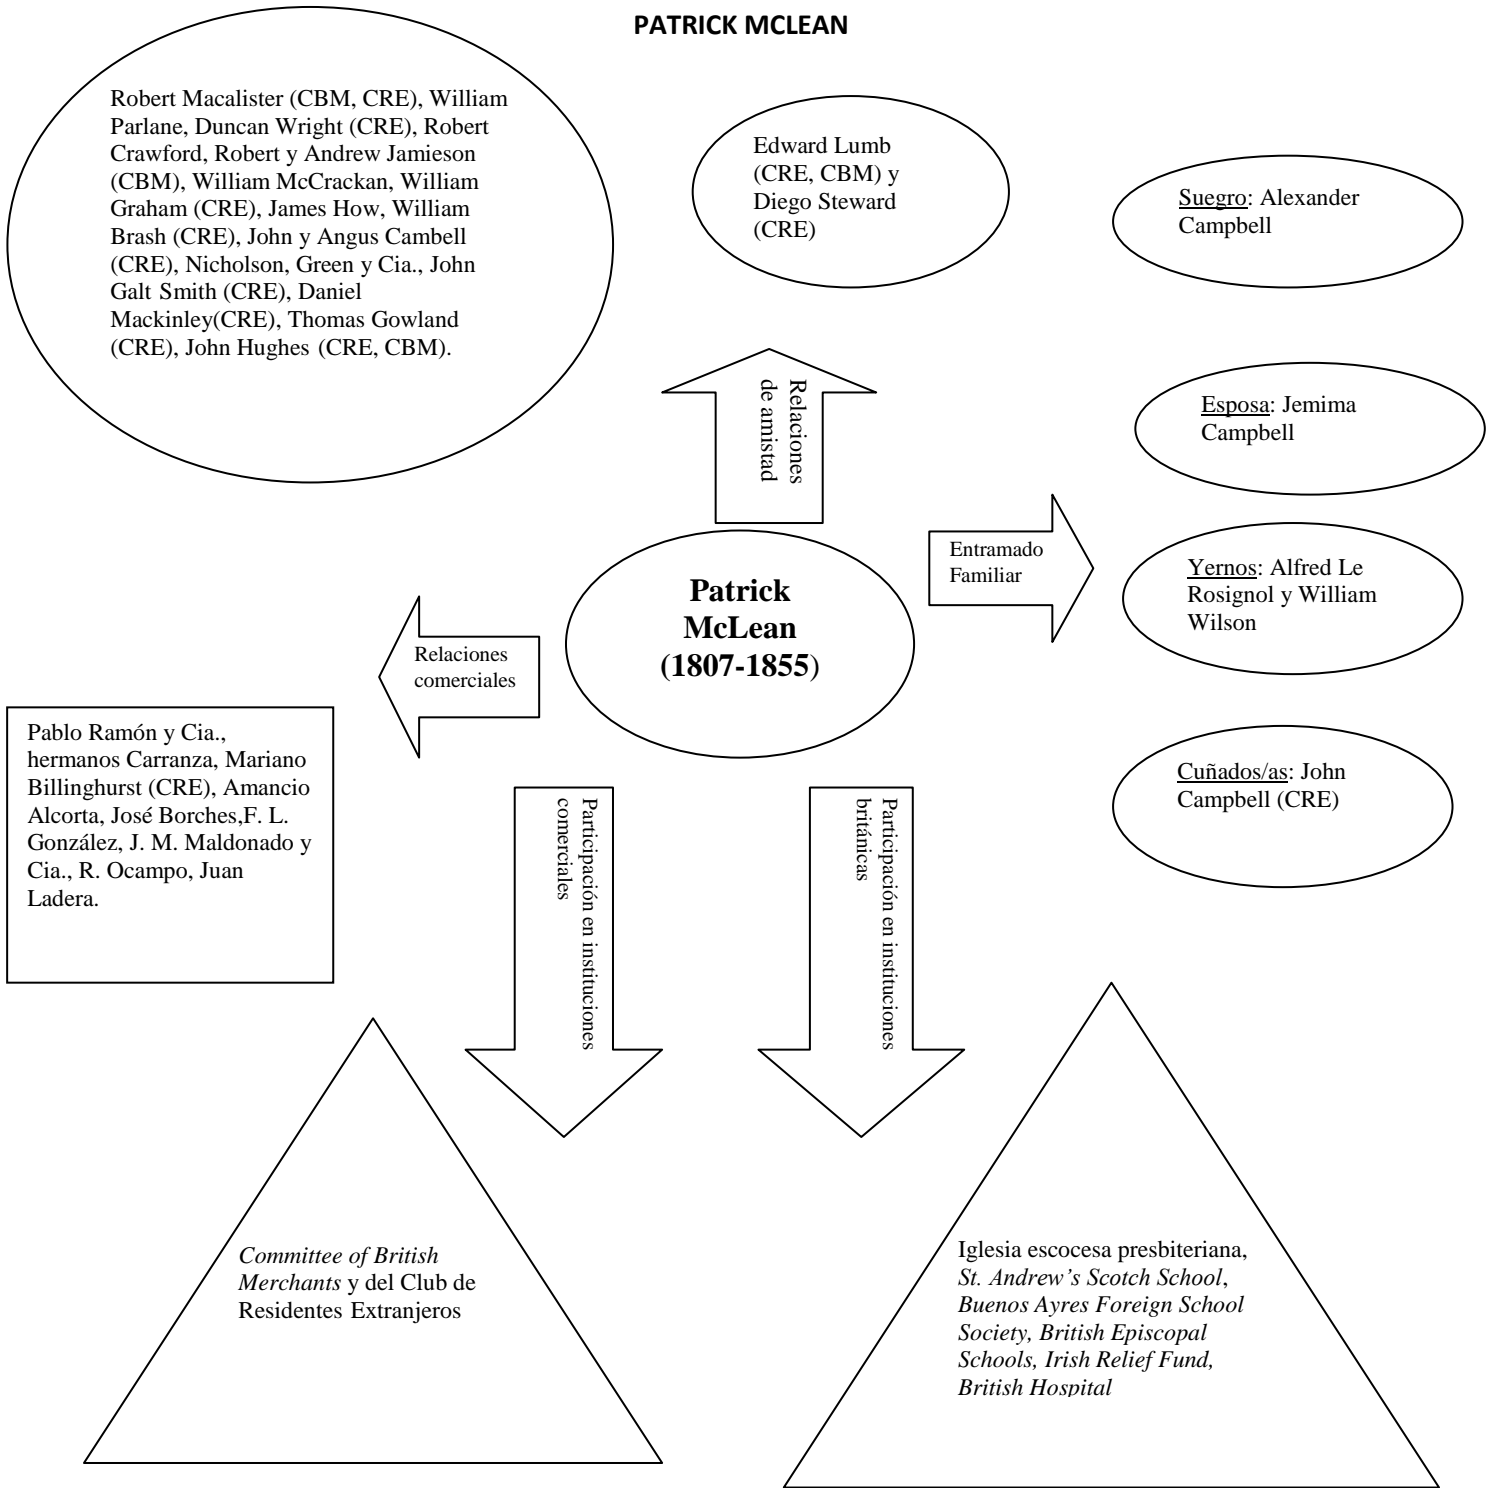 PATRICK MCLEAN
Robert Macalister (CBM, CRE), William
Parlane, Duncan Wright (CRE), Robert
Crawford, Robert y Andrew Jamieson
(CBM), William McCrackan, William
Graham (CRE), James How, William
Brash (CRE), John y Angus Cambell
(CRE), Nicholson, Green y Cia., John
Galt Smith (CRE), Daniel
Mackinley(CRE), Thomas Gowland
(CRE), John Hughes (CRE, CBM).
Edward Lumb
(CRE, CBM) y
Diego Steward
(CRE)
Suegro: Alexander
Campbell
Relaciones
de amistad
Esposa: Jemima
Campbell
Entramado
Familiar
Yernos: Alfred Le
Rosignol y William
Wilson
Patrick
McLean
(1807-1855)
Relaciones
comerciales
Cuñados/as: John
Campbell (CRE)
Pablo Ramón y Cia.,
hermanos Carranza, Mariano
Billinghurst (CRE), Amancio
Alcorta, José Borches,F. L.
González, J. M. Maldonado y
Cia., R. Ocampo, Juan
Ladera.
Participación en instituciones
comerciales
Participación en instituciones
británicas
Committee of British
Merchants y del Club de
Residentes Extranjeros
Iglesia escocesa presbiteriana,
St. Andrew's Scotch School,
Buenos Ayres Foreign School
Society, British Episcopal
Schools, Irish Relief Fund,
British Hospital